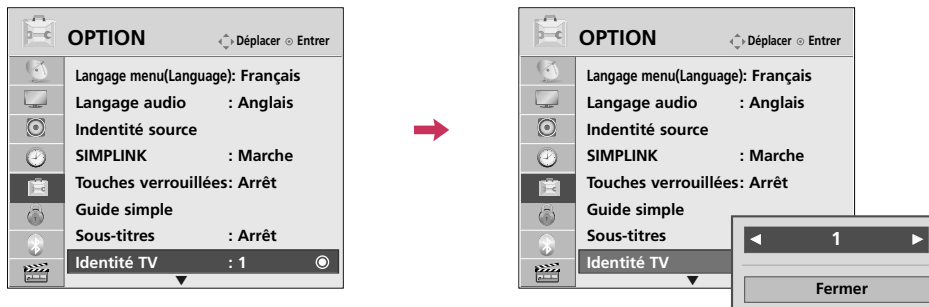 OPTION
Déplacer Entrer
Langage menu(Language): Français
Langage audio : Anglais
Indentité source
SIMPLINK : Marche
Touches verrouillées: Arrêt
Guide simple
Sous-titres : Arrêt
Identité TV : 1
OPTION
Déplacer Entrer
Langage menu(Language): Français
Langage audio : Anglais
Indentité source
SIMPLINK : Marche
Touches verrouillées: Arrêt
Guide simple
Sous-titres
Identité TV
1
Fermer